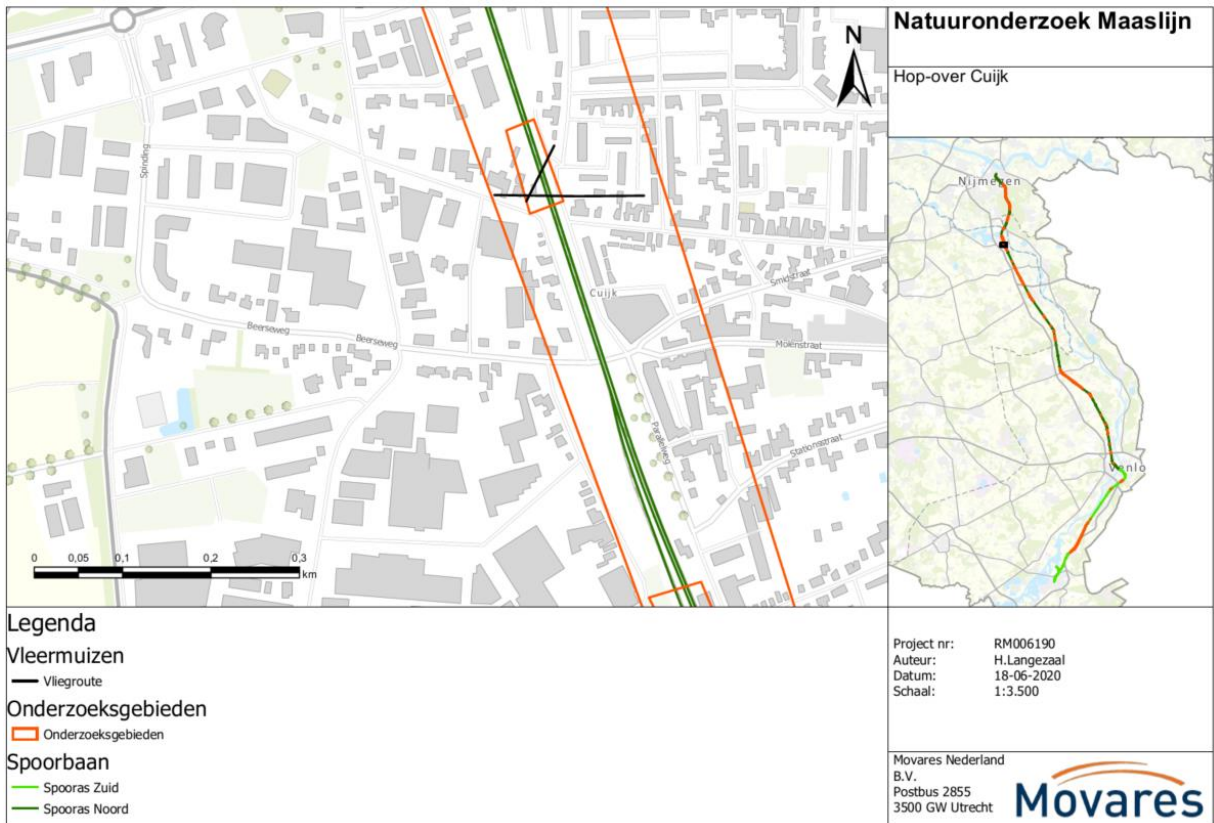 Natuuronderzoek Maaslijn
Hop-over Cuijk
N
Spinding
Cuijk
Smidstraat
Beerseweg
Beerseweg
Molenstraat
Parallelweg
Stationsstraat
0 0,05 0,1 0,2 0,3
km
Nijmegen
Venlo
Legenda
Vleermuizen
Vliegroute
Onderzoeksgebieden
Onderzoeksgebieden
Spoorbaan
Spooras Zuid
Spooras Noord
Project nr: RM006190
Auteur: H.Langezaal
Datum: 18-06-2020
Schaal: 1:3.500
Movares Nederland
B.V.
Postbus 2855
3500 GW Utrecht
Movares